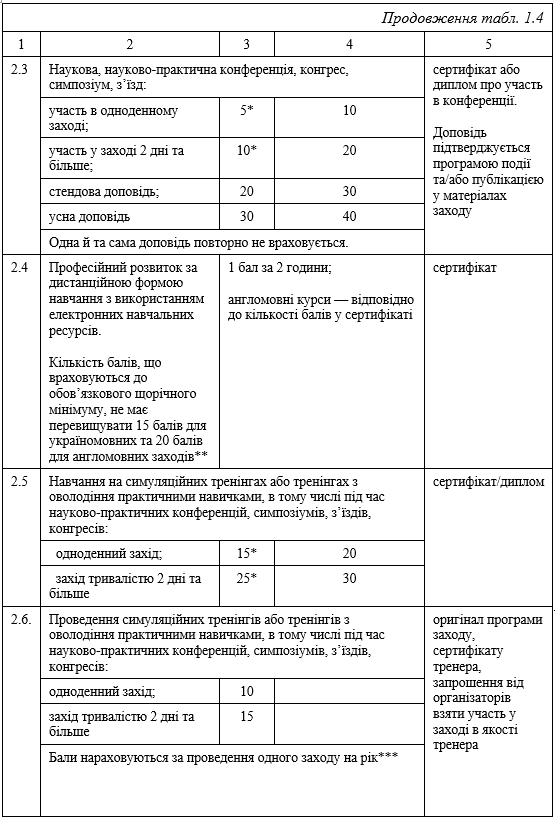 Продовження табл. 1.4
1 2 3 4 5
2.3 Наукова, науково-практична конференція, конгрес,
симпозіум, з’їзд:
участь в одноденному
заході;
5* 10
участь у заході 2 дні та
більше;
10* 20
стендова доповідь; 20 30
усна доповідь 30 40
Одна й та сама доповідь повторно не враховується.
сертифікат або
диплом про участь
в конференції.
Доповідь
підтверджується
програмою події
та/або публікацією
у матеріалах
заходу
2.4 Професійний розвиток за
дистанційною формою
навчання з використанням
електронних навчальних
ресурсів.
Кількість балів, що
враховуються до
обов’язкового щорічного
мінімуму, не має
перевищувати 15 балів для
україномовних та 20 балів
для англомовних заходів**
1 бал за 2 години;
англомовні курси — відповідно
до кількості балів у сертифікаті
сертифікат
2.5 Навчання на симуляційних тренінгах або тренінгах з
оволодіння практичними навичками, в тому числі під час
науково-практичних конференцій, симпозіумів, з’їздів,
конгресів:
одноденний захід; 15* 20
захід тривалістю 2 дні та
більше
25* 30
сертифікат/диплом
2.6. Проведення симуляційних тренінгів або тренінгів з
оволодіння практичними навичками, в тому числі під час
науково-практичних конференцій, симпозіумів, з’їздів,
конгресів:
одноденний захід; 10
захід тривалістю 2 дні та
більше
15
Бали нараховуються за проведення одного заходу на рік***
оригінал програми
заходу,
сертифікату
тренера,
запрошення від
організаторів
взяти участь у
заході в якості
тренера